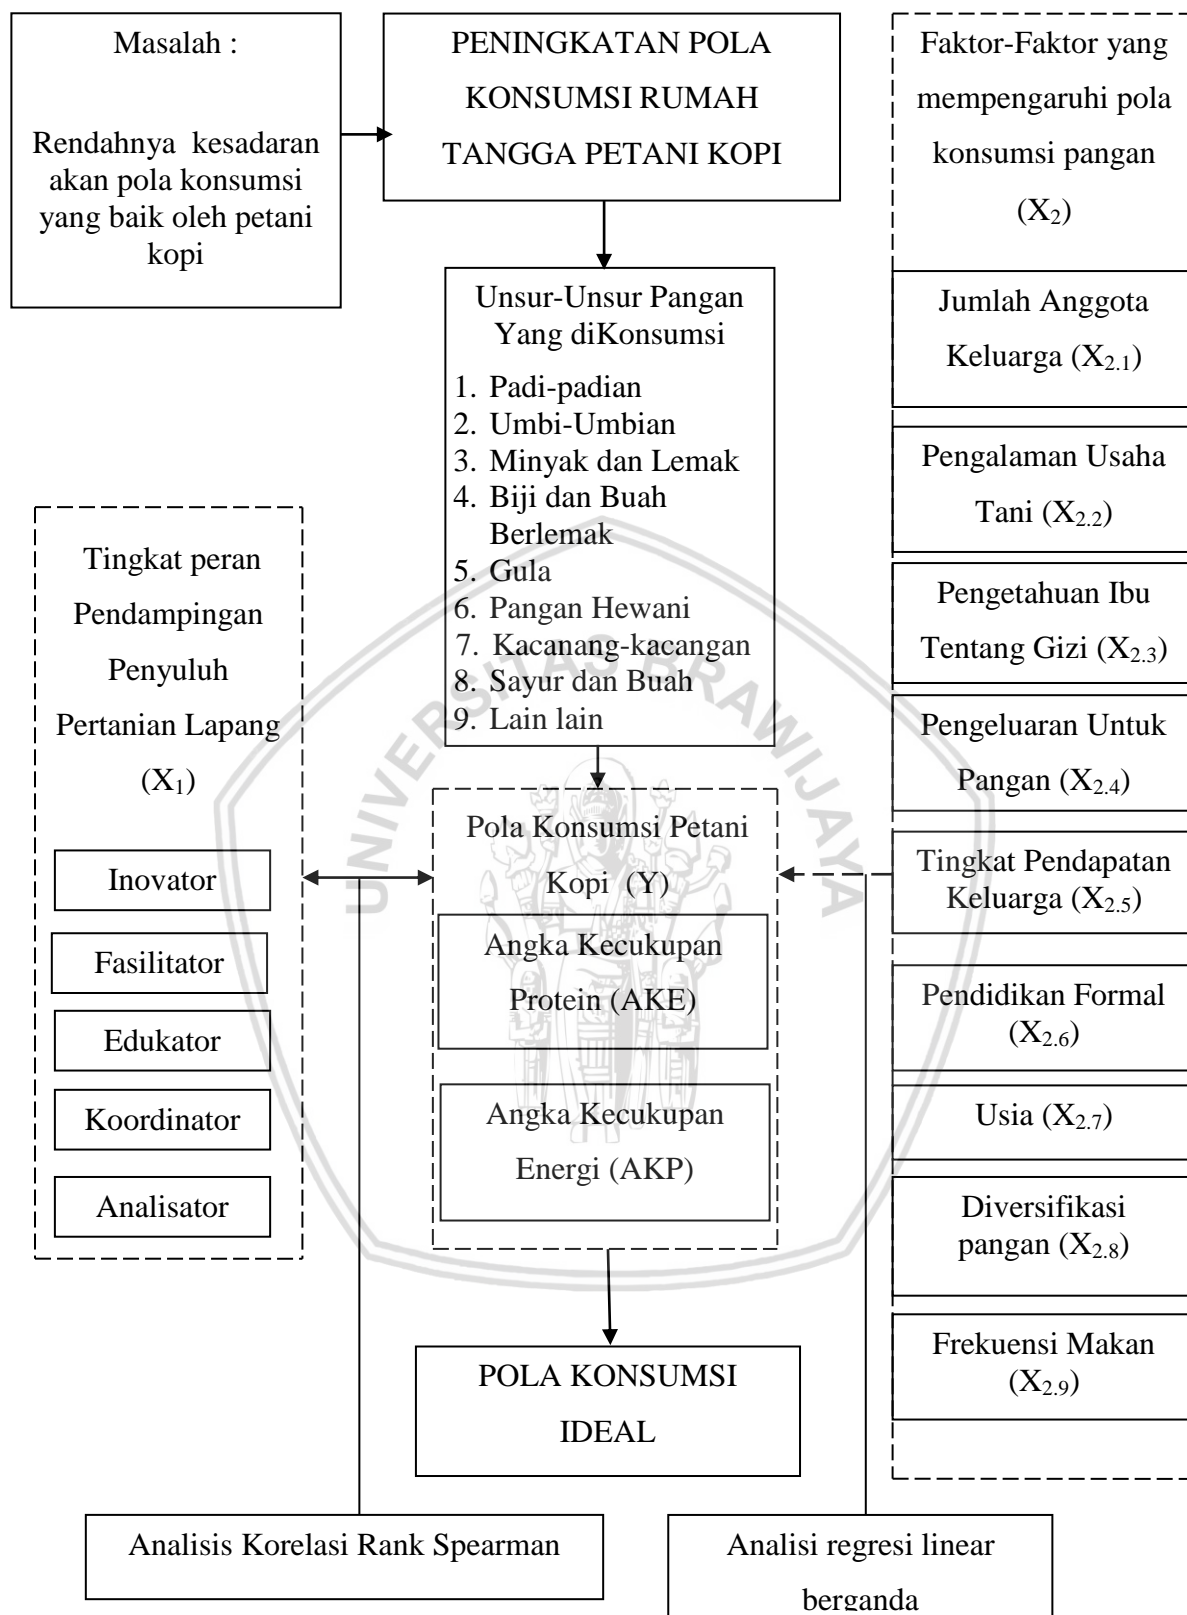 Masalah :
Rendahnya kesadaran
akan pola konsumsi
yang baik oleh petani
kopi
PENINGKATAN POLA
KONSUMSI RUMAH
TANGGA PETANI KOPI
Unsur-Unsur Pangan
Yang diKonsumsi
1. Padi-padian
2. Umbi-Umbian
3. Minyak dan Lemak
4. Biji dan Buah
Berlemak
5. Gula
6. Pangan Hewani
7. Kacanang-kacangan
8. Sayur dan Buah
9. Lain lain
Tingkat peran
Pendampingan
Penyuluh
Pertanian Lapang
(X1)
Inovator
Fasilitator
Edukator
Koordinator
Analisator
Pola Konsumsi Petani
Kopi (Y)
Angka Kecukupan
Protein (AKE)
Angka Kecukupan
Energi (AKP)
POLA KONSUMSI
IDEAL
Faktor-Faktor yang
mempengaruhi pola
konsumsi pangan
(X2)
Jumlah Anggota
Keluarga (X2.1)
Pengalaman Usaha
Tani (X2.2)
Pengetahuan Ibu
Tentang Gizi (X2.3)
Pengeluaran Untuk
Pangan (X2.4)
Tingkat Pendapatan
Keluarga (X2.5)
Pendidikan Formal
(X2.6)
Usia (X2.7)
Diversifikasi
pangan (X2.8)
Frekuensi Makan
(X2.9)
Analisis Korelasi Rank Spearman
Analisi regresi linear
berganda
UNIVERSITAS BRAWIJAYA